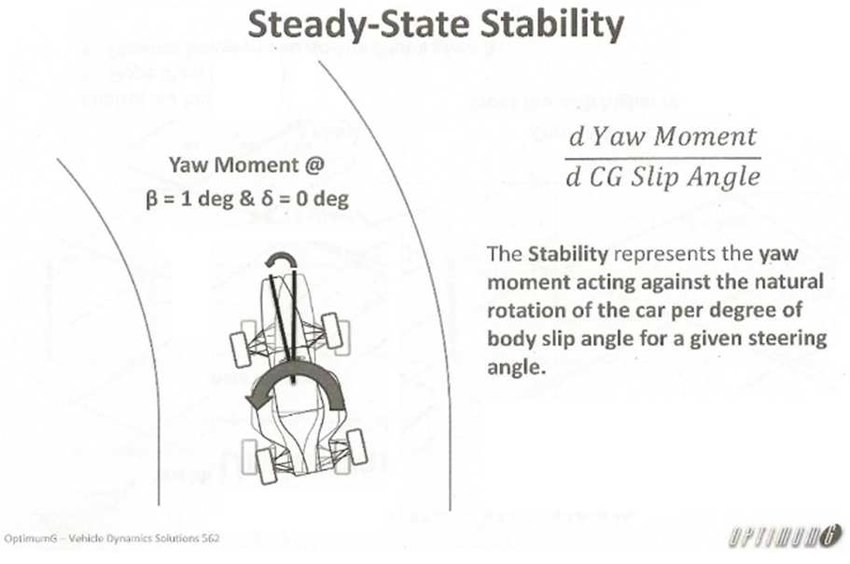 Steady-State Stability
Yaw Moment @
β = 1 deg & δ = 0 deg
d Yaw Moment
d CG Slip Angle
The Stability represents the yaw
moment acting against the natural
rotation of the car per degree of
body slip angle for a given steering
angle.
OptimumG – Vehicle Dynamics Solutions 562
OPTIMUMG